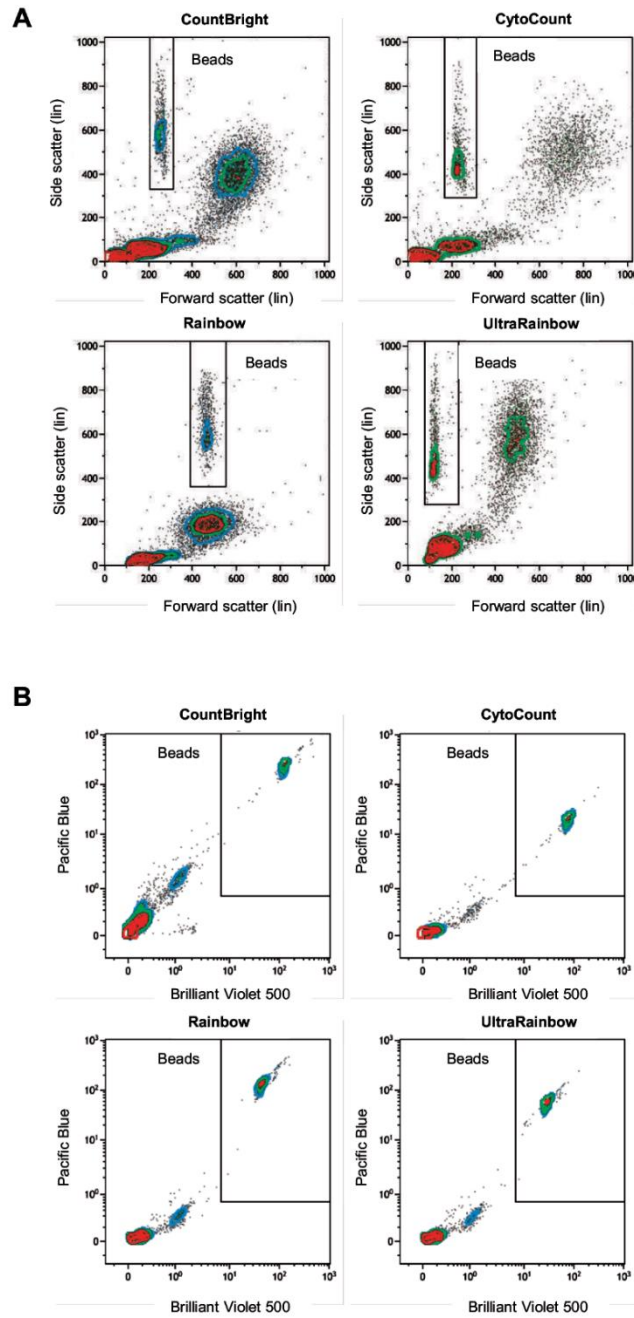 A
CountBright
CytoCount
Beads
Beads
Side scatter (lin)
Side scatter (lin)
1000
800
600
400
200
0
1000
800
600
400
200
0
0 200 400 600 800 1000
0 200 400 600 800 1000
Forward scatter (lin)
Forward scatter (lin)
Rainbow
UltraRainbow
Beads
Beads
Side scatter (lin)
Side scatter (lin)
1000
800
600
400
200
0
1000
800
600
400
200
0
0 200 400 600 800 1000
0 200 400 600 800 1000
Forward scatter (lin)
Forward scatter (lin)
B
CountBright
CytoCount
Beads
Beads
Pacific Blue
Pacific Blue
10³
10²
10¹
10⁰
0
10³
10²
10¹
10⁰
0
0 10⁰ 10¹ 10² 10³
0 10⁰ 10¹ 10² 10³
Brilliant Violet 500
Brilliant Violet 500
Rainbow
UltraRainbow
Beads
Beads
Pacific Blue
Pacific Blue
10³
10²
10¹
10⁰
0
10³
10²
10¹
10⁰
0
0 10⁰ 10¹ 10² 10³
0 10⁰ 10¹ 10² 10³
Brilliant Violet 500
Brilliant Violet 500